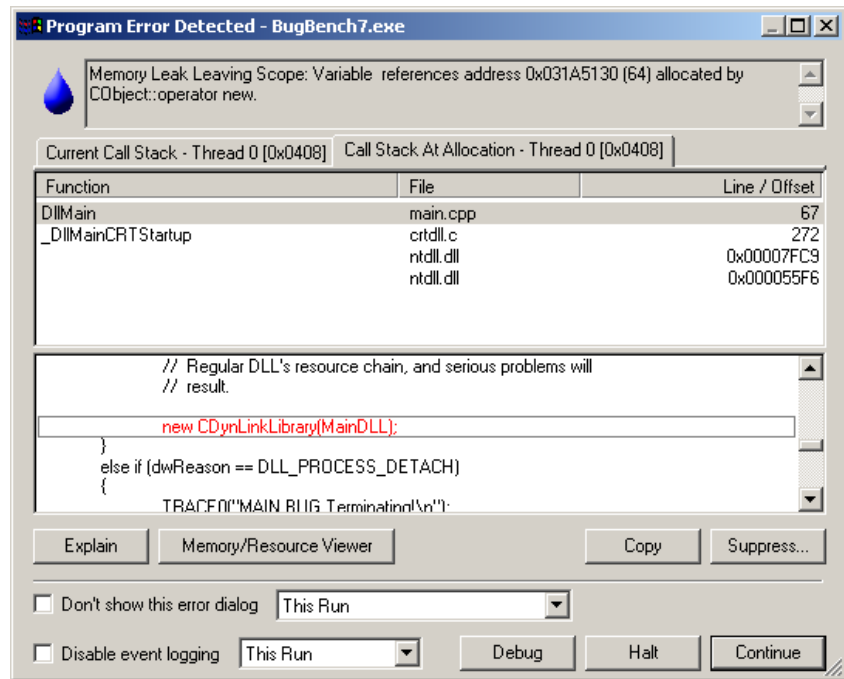 Program Error Detected - BugBench7.exe
Memory Leak Leaving Scope: Variable  references address 0x031A5130 (64) allocated by
CObject::operator new.
Current Call Stack - Thread 0 [0x0408] Call Stack At Allocation - Thread 0 [0x0408]
Function File Line / Offset
DllMain main.cpp 67
_DllMainCRTStartup crtdll.c 272
ntdll.dll 0x00007FC9
ntdll.dll 0x000055F6
//  Regular DLL's resource chain, and serious problems will
//  result.
new CDynLinkLibrary(MainDLL);
}
else if (dwReason == DLL_PROCESS_DETACH)
{
TRACE0("MAIN.BUG Terminating!\n");
Explain Memory/Resource Viewer Copy Suppress...
Don't show this error dialog This Run
Disable event logging This Run Debug Halt Continue